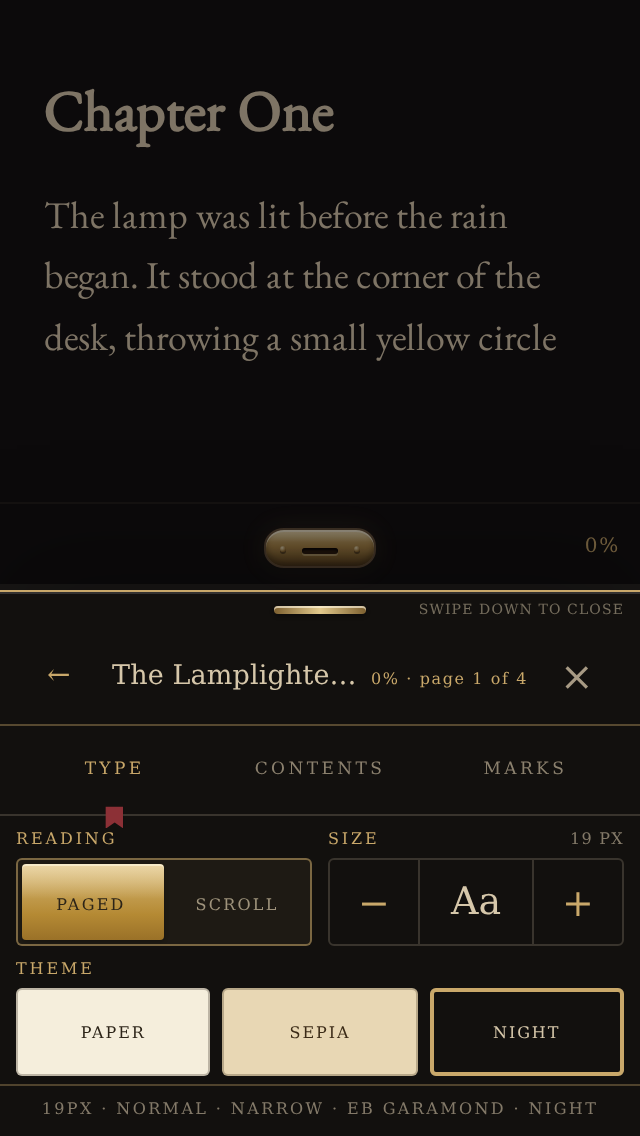 Chapter One
The lamp was lit before the rain
began. It stood at the corner of the
desk, throwing a small yellow circle
0%
SWIPE DOWN TO CLOSE
← The Lamplighte… 0% · page 1 of 4 ×
TYPE CONTENTS MARKS
READING SIZE 19 PX
PAGED SCROLL − Aa +
THEME
PAPER SEPIA NIGHT
19PX · NORMAL · NARROW · EB GARAMOND · NIGHT